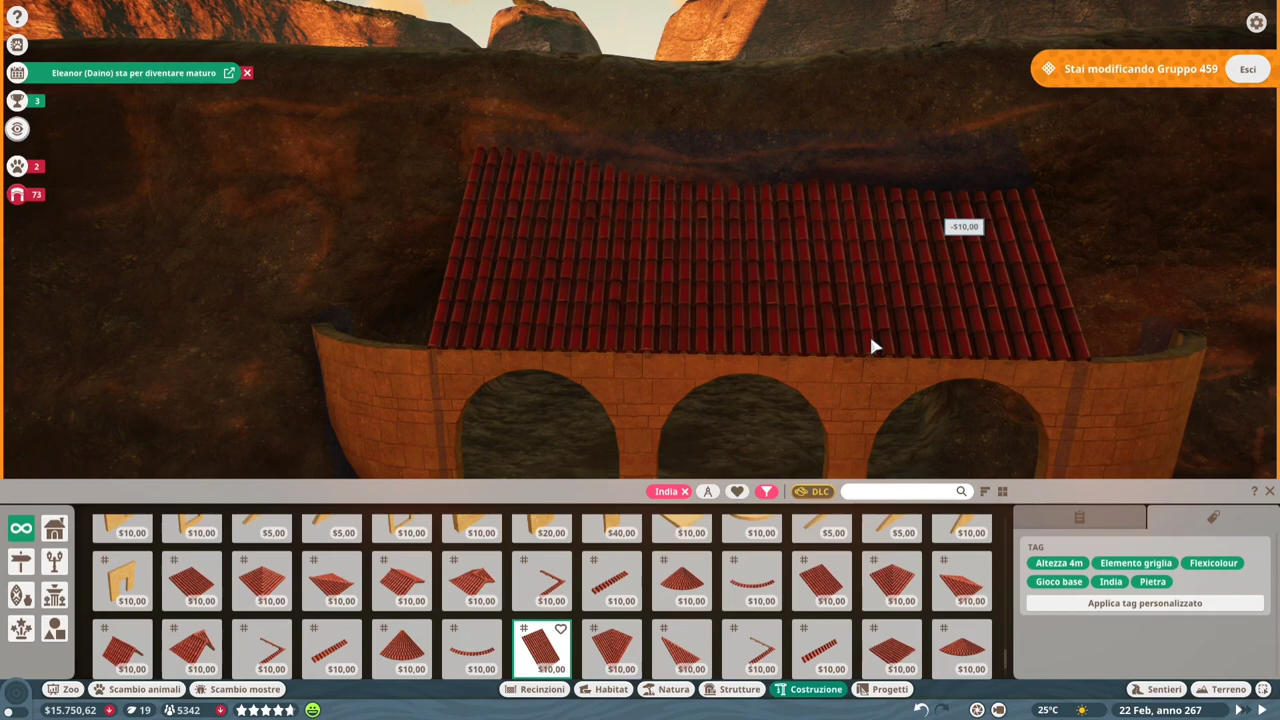 ?
Eleanor (Daino) sta per diventare maturo
3
2
73
Stai modificando Gruppo 459
Esci
-$10,00
India
DLC
?
$10,00 $10,00 $5,00 $5,00 $10,00 $10,00 $20,00 $40,00 $10,00 $10,00 $5,00 $5,00 $10,00
$10,00 $10,00 $10,00 $10,00 $10,00 $10,00 $10,00 $10,00 $10,00 $10,00 $10,00 $10,00 $10,00
$10,00 $10,00 $10,00 $10,00 $10,00 $10,00 $10,00 $10,00 $10,00 $10,00 $10,00 $10,00 $10,00
TAG
Altezza 4m Elemento griglia Flexicolour
Gioco base India Pietra
Applica tag personalizzato
Zoo Scambio animali Scambio mostre Recinzioni Habitat Natura Strutture Costruzione Progetti Sentieri Terreno
$15.750,62 19 5342 25°C 22 Feb, anno 267